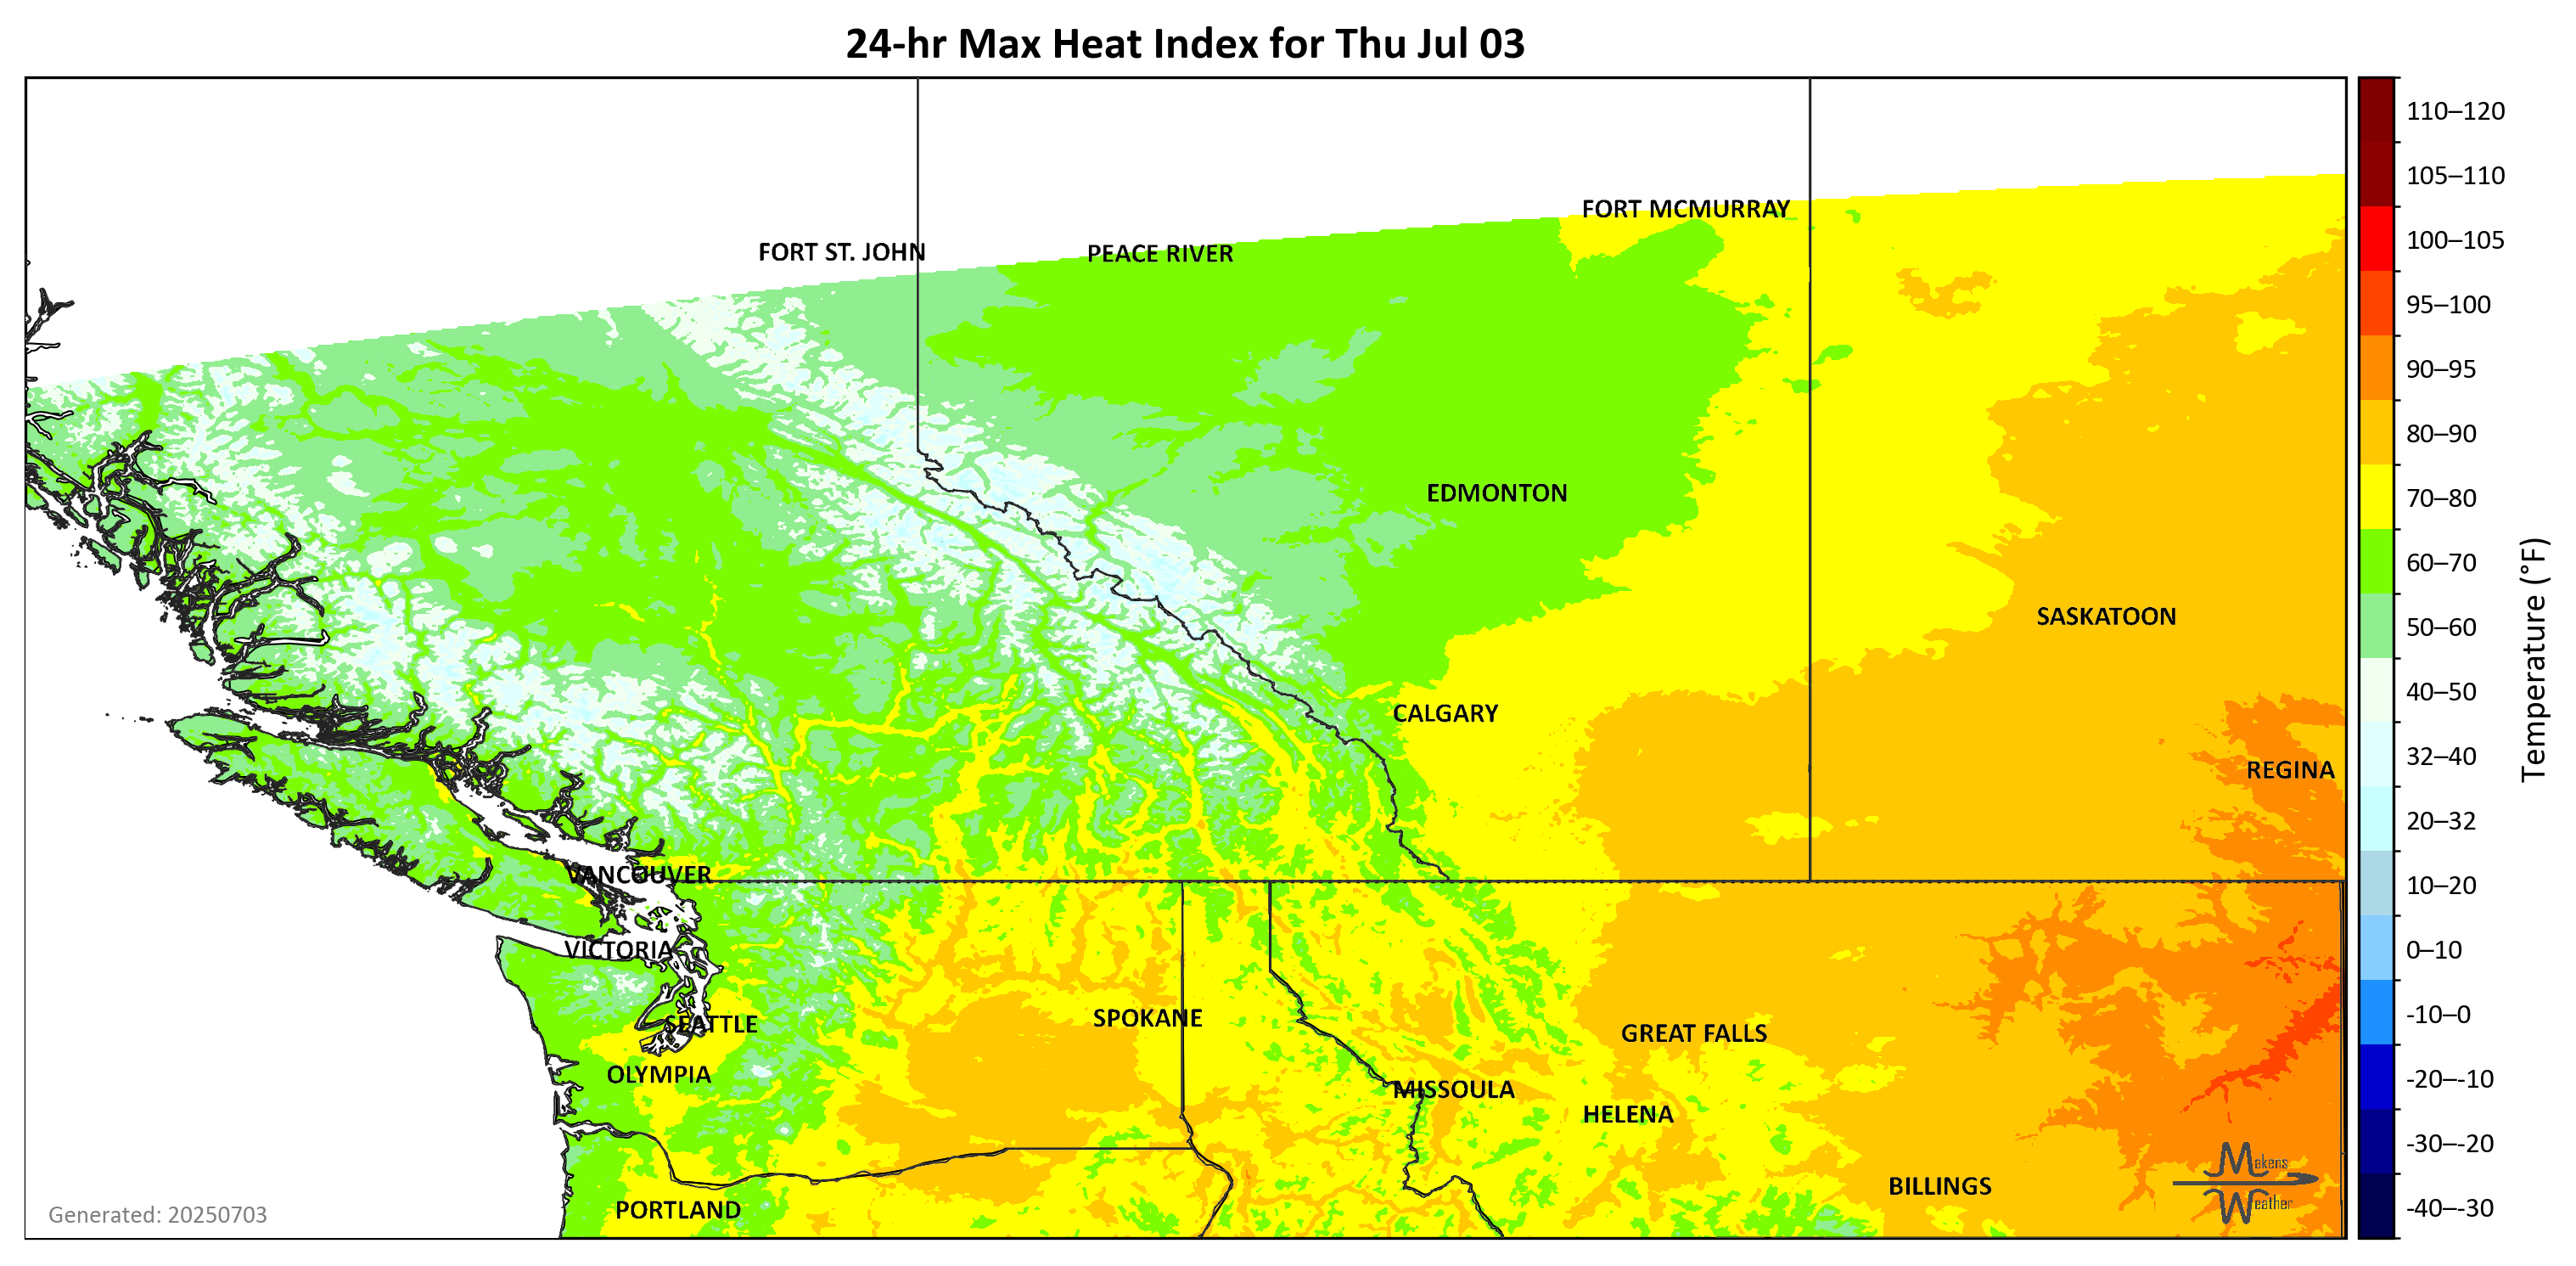 24-hr Max Heat Index for Thu Jul 03
110–120
105–110
FORT MCMURRAY
100–105
FORT ST. JOHN
PEACE RIVER
95–100
90–95
80–90
EDMONTON
70–80
60–70
SASKATOON
50–60
40–50
CALGARY
32–40
REGINA
Temperature (°F)
20–32
VANCOUVER
10–20
VICTORIA
0–10
SEATTLE
SPOKANE
GREAT FALLS
-10–0
OLYMPIA
MISSOULA
-20–-10
HELENA
-30–-20
Makens
Weather
BILLINGS
PORTLAND
-40–-30
Generated: 20250703